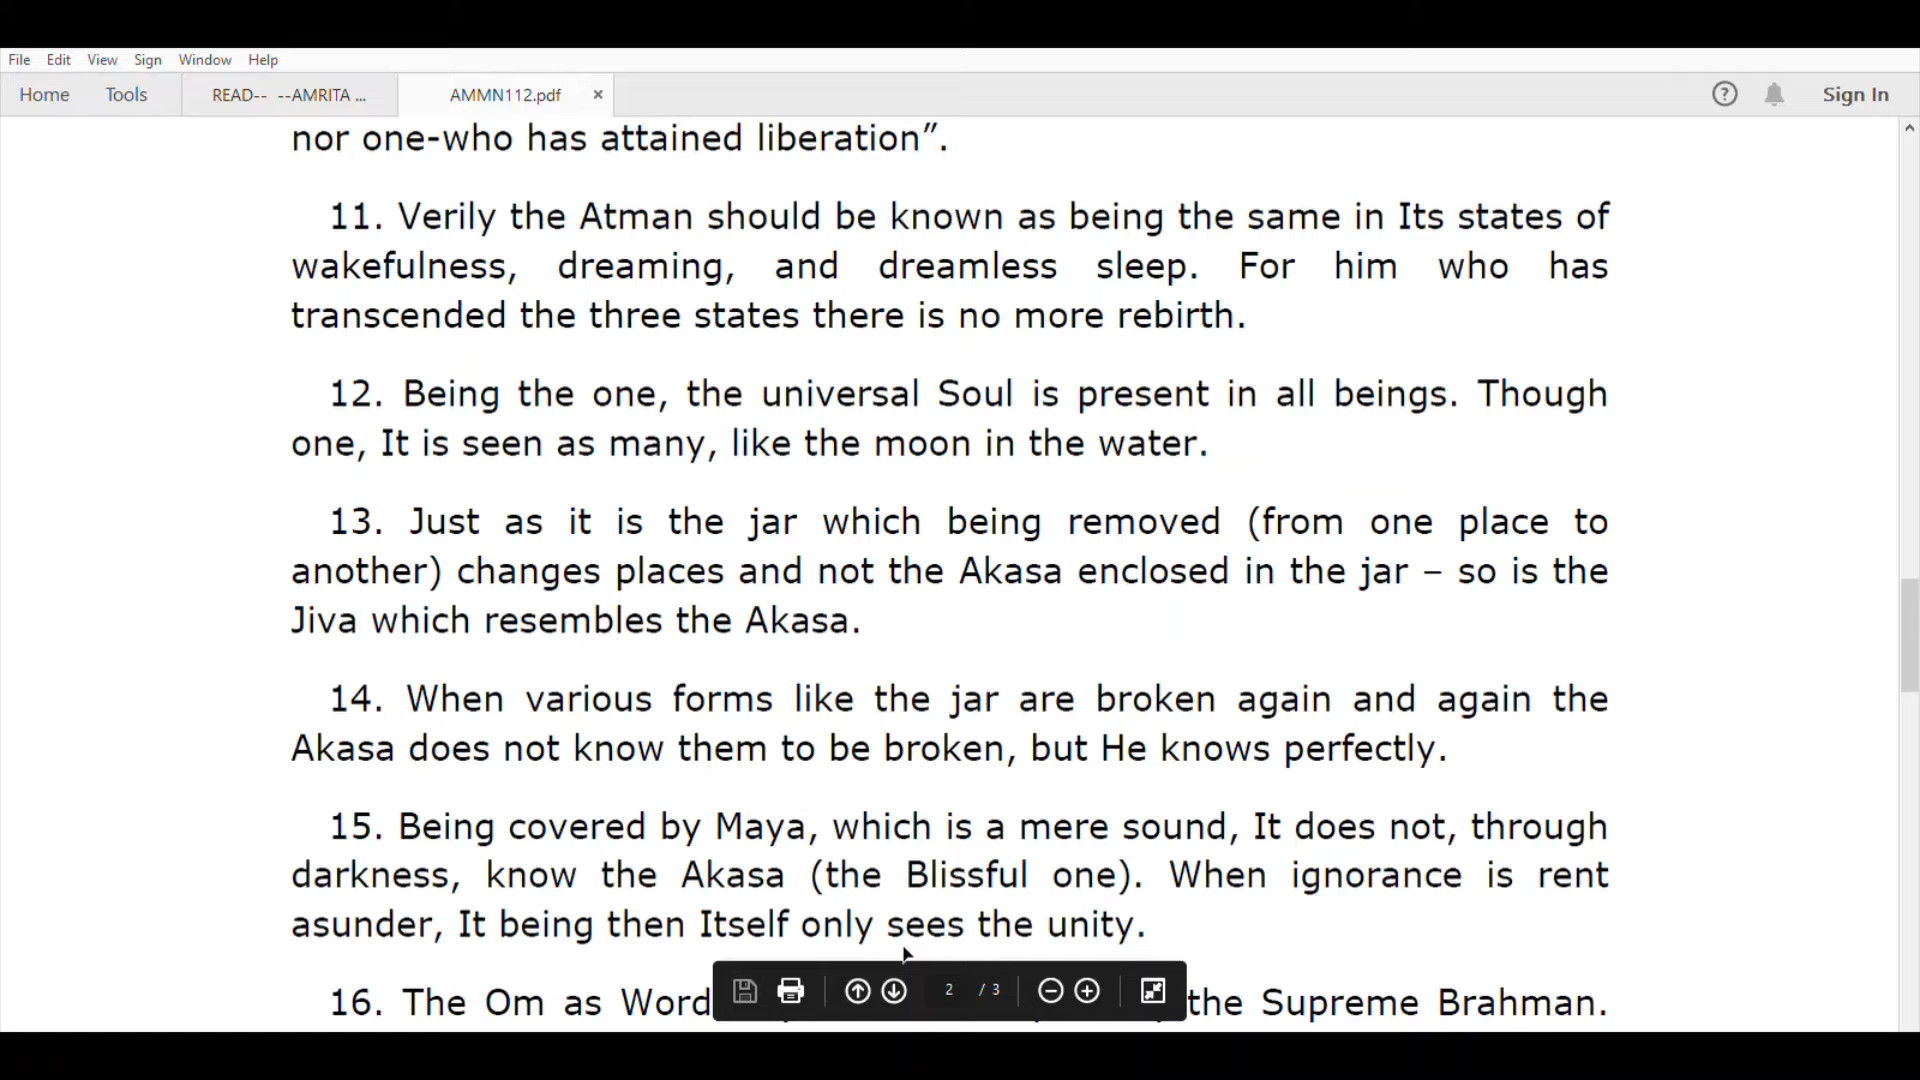 File Edit View Sign Window Help
Home Tools READ-- --AMRITA ... AMMN112.pdf × ? Sign In
nor one-who has attained liberation”.
11. Verily the Atman should be known as being the same in Its states of
wakefulness, dreaming, and dreamless sleep. For him who has
transcended the three states there is no more rebirth.
12. Being the one, the universal Soul is present in all beings. Though
one, It is seen as many, like the moon in the water.
13. Just as it is the jar which being removed (from one place to
another) changes places and not the Akasa enclosed in the jar – so is the
Jiva which resembles the Akasa.
14. When various forms like the jar are broken again and again the
Akasa does not know them to be broken, but He knows perfectly.
15. Being covered by Maya, which is a mere sound, It does not, through
darkness, know the Akasa (the Blissful one). When ignorance is rent
asunder, It being then Itself only sees the unity.
16. The Om as Word the Supreme Brahman.
2 / 3